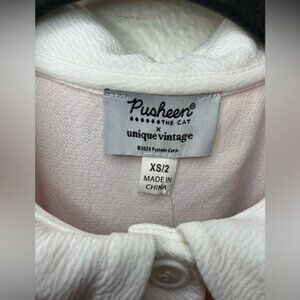 Pusheen®
THE CAT
x
unique vintage
©2023 Pusheen Corp.
XS/2
MADE IN
CHINA